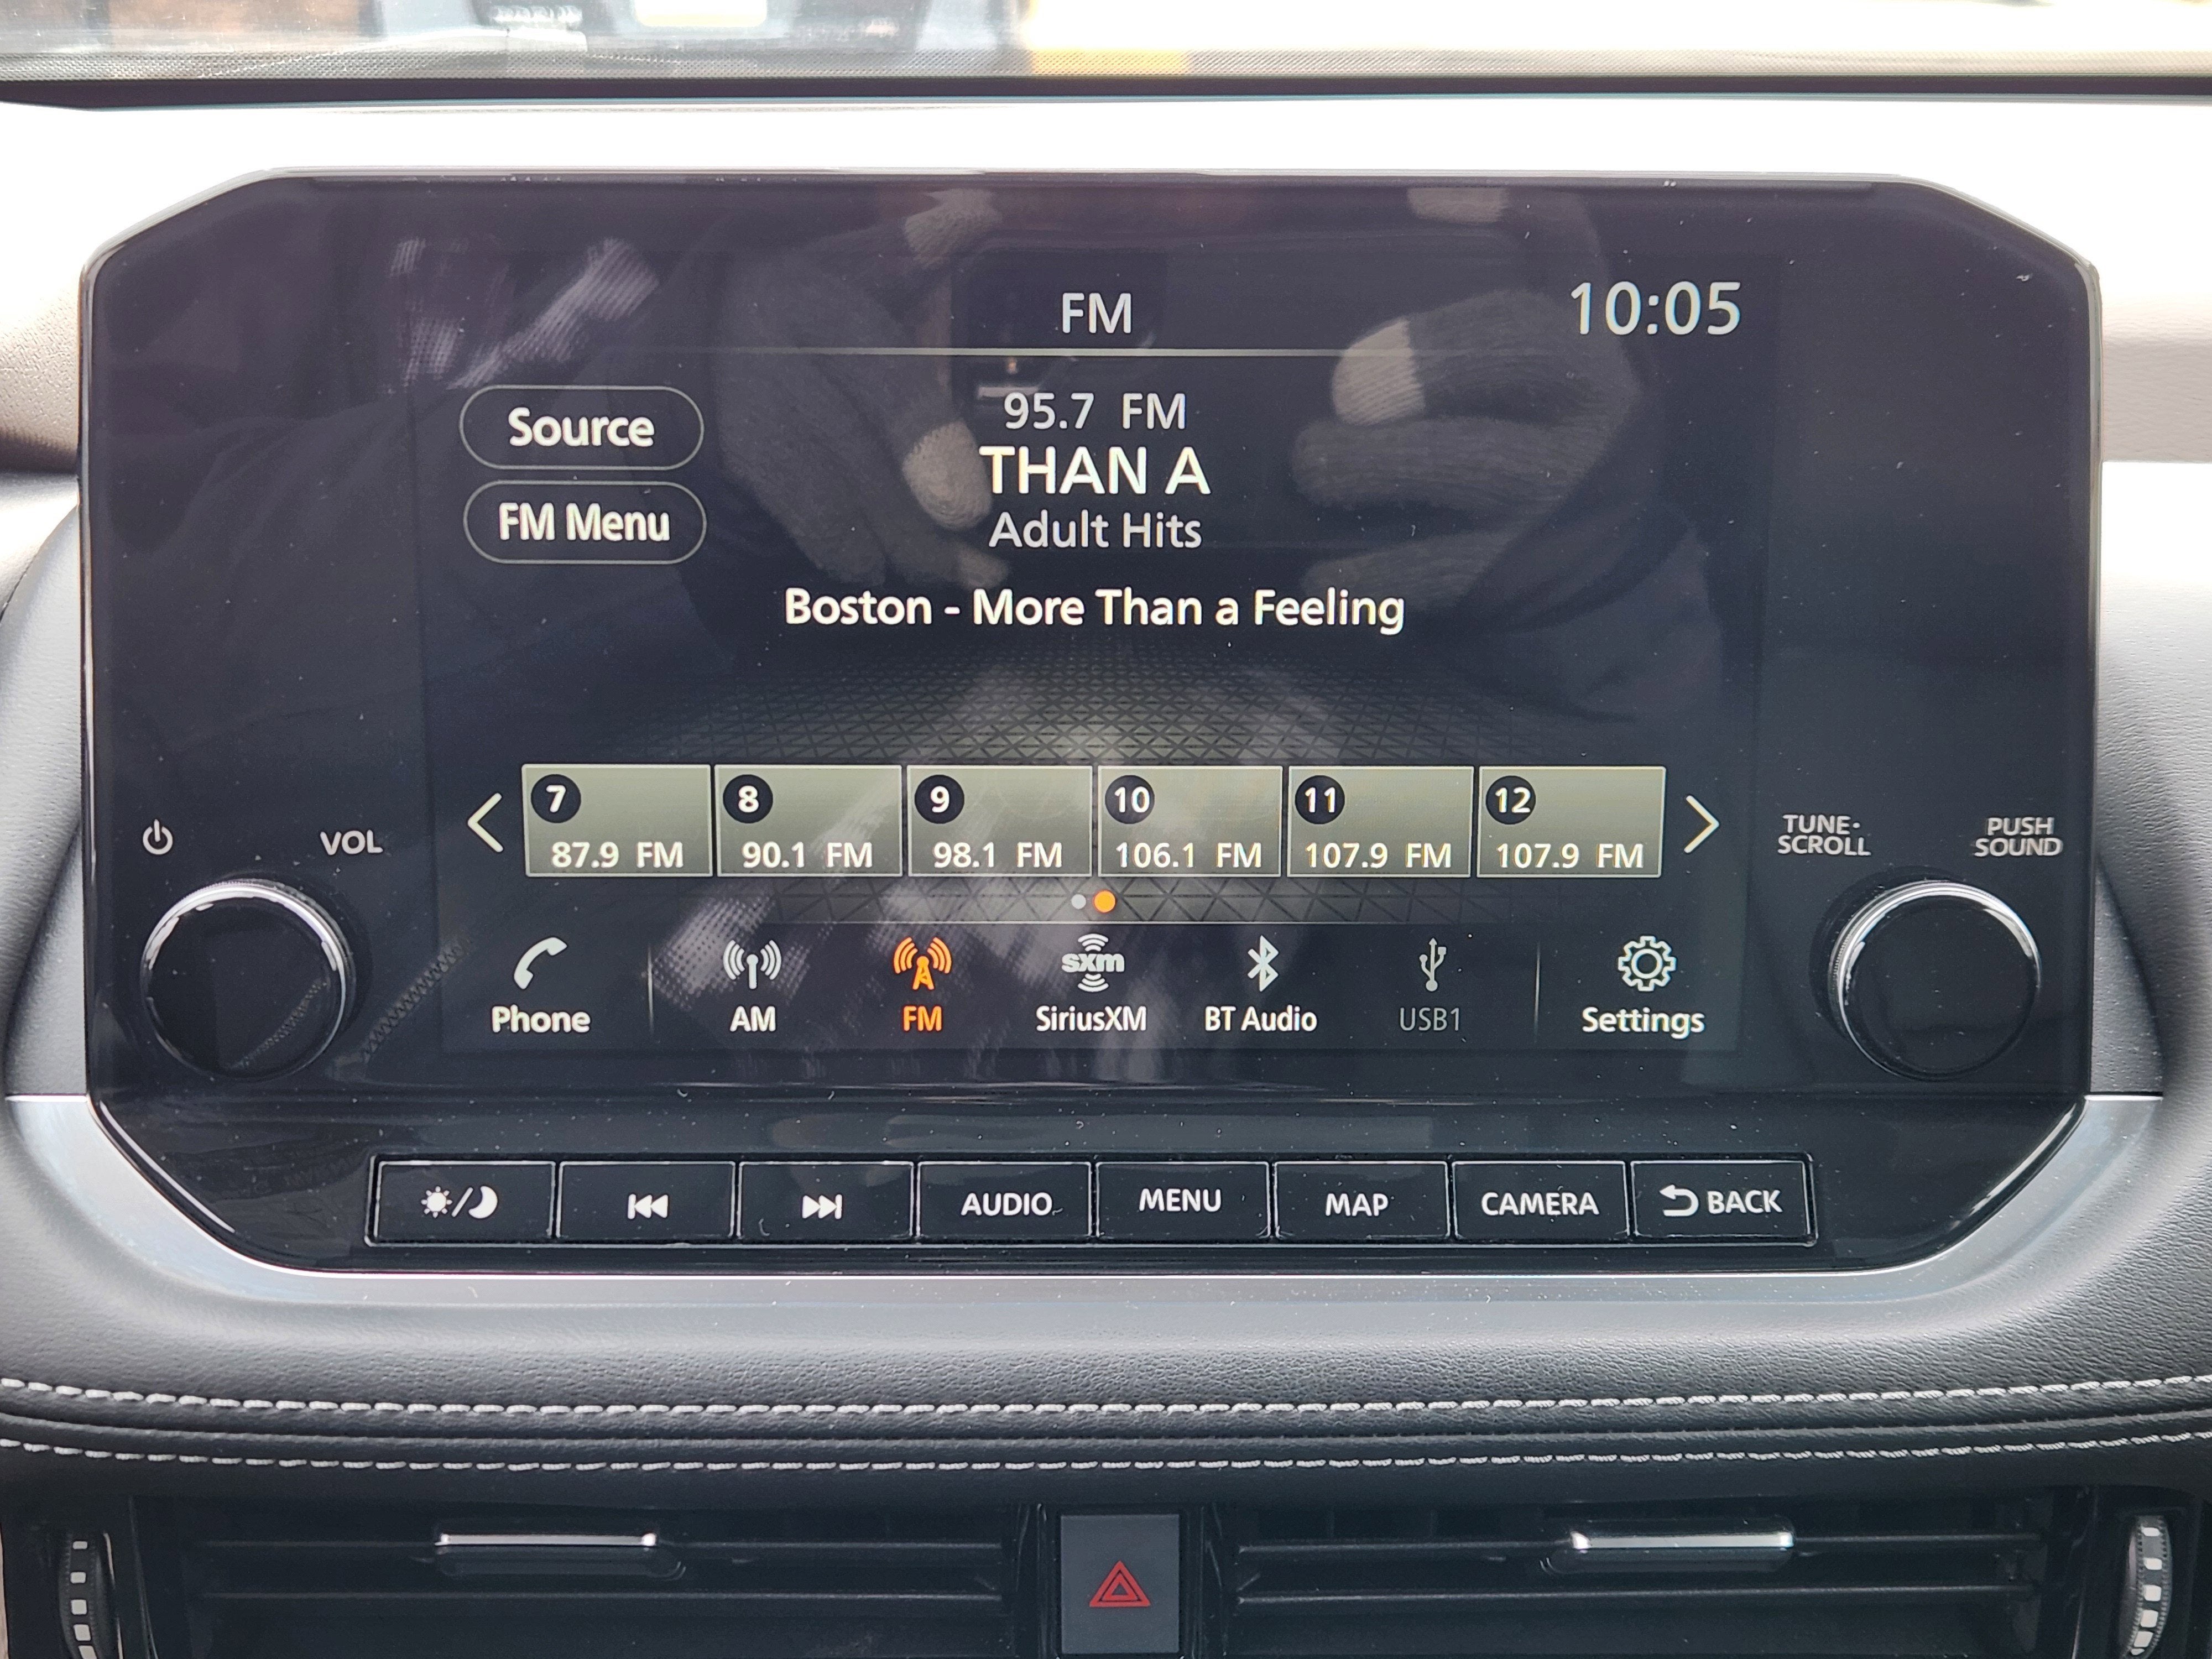 FM
10:05
Source
95.7 FM
THAN A
FM Menu
Adult Hits
Boston - More Than a Feeling
7 8 9 10 11 12
87.9 FM 90.1 FM 98.1 FM 106.1 FM 107.9 FM 107.9 FM
VOL
TUNE·
SCROLL
PUSH
SOUND
sxm
Phone AM FM SiriusXM BT Audio USB1 Settings
AUDIO MENU MAP CAMERA BACK